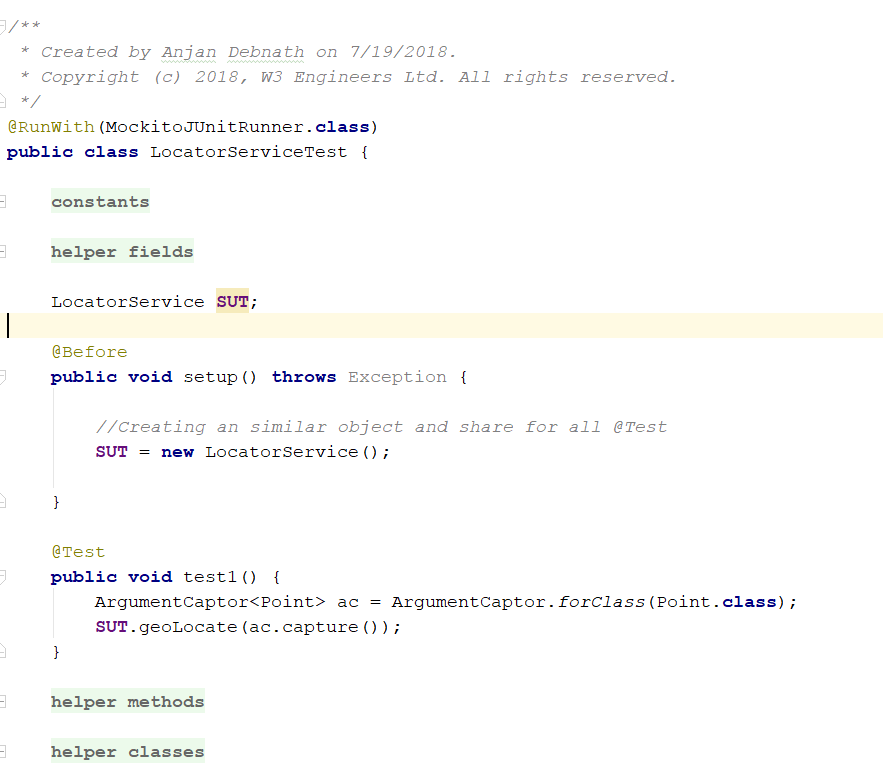 /**
 * Created by Anjan Debnath on 7/19/2018.
 * Copyright (c) 2018, W3 Engineers Ltd. All rights reserved.
 */
@RunWith(MockitoJUnitRunner.class)
public class LocatorServiceTest {
constants
helper fields
LocatorService SUT;
@Before
public void setup() throws Exception {
//Creating an similar object and share for all @Test
SUT = new LocatorService();
}
@Test
public void test1() {
ArgumentCaptor<Point> ac = ArgumentCaptor.forClass(Point.class);
SUT.geoLocate(ac.capture());
}
helper methods
helper classes